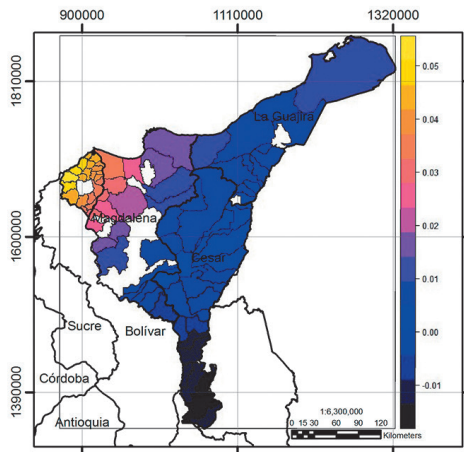 9000000 1110000 1320000
1810000
1600000
1390000
La Guajira
Magdalena
Cesar
Sucre
Bolívar
Córdoba
Antioquia
0.05
0.04
0.03
0.02
0.01
0.00
-0.01
1:6,300,000
0 15 30 60 90 120
Kilometers